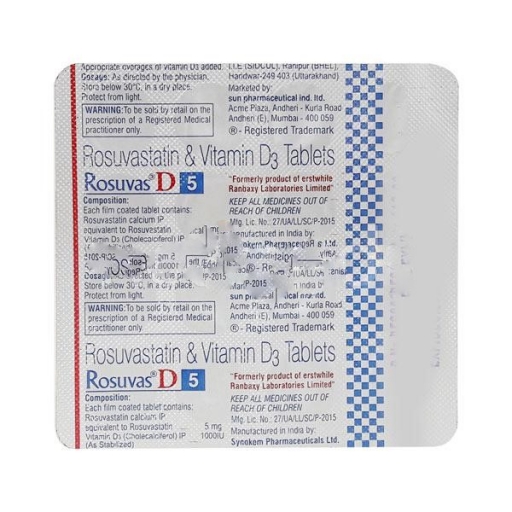 Appropriate overages of Vitamin D3 added
Dosage: As directed by the physician.
Store below 30°C, in a dry place.
Protect from light.
WARNING: To be sold by retail on the
prescription of a Registered Medical
practitioner only.
I.I.E (SIDCUL), Ranipur (BHEL),
Haridwar-249 403 (Uttarakhand)
Marketed by:
sun pharmaceutical ind. ltd.
Acme Plaza, Andheri - Kurla Road
Andheri (E), Mumbai - 400 059
®- Registered Trademark
Rosuvastatin & Vitamin D3 Tablets
Rosuvas® D 5
Composition:
Each film coated tablet contains:
Rosuvastatin calcium IP
equivalent to Rosuvastatin
Vitamin D3 (Cholecalciferol) IP
"Formerly product of erstwhile
Ranbaxy Laboratories Limited"
KEEP ALL MEDICINES OUT OF
REACH OF CHILDREN
Mfg. Lic. No.: 27/UA/LL/SC/P-2015
Manufactured in India by:
Store below 30°C, in a dry place.
Protect from light.
WARNING: To be sold by retail on the
prescription of a Registered Medical
practitioner only.
Acme Plaza, Andheri - Kurla Road
Andheri (E), Mumbai - 400 059
®- Registered Trademark
Rosuvastatin & Vitamin D3 Tablets
Rosuvas® D 5
Composition:
Each film coated tablet contains:
Rosuvastatin calcium IP
equivalent to Rosuvastatin 5 mg
Vitamin D3 (Cholecalciferol) IP 1000IU
(As Stabilized)
"Formerly product of erstwhile
Ranbaxy Laboratories Limited"
KEEP ALL MEDICINES OUT OF
REACH OF CHILDREN
Mfg. Lic. No.: 27/UA/LL/SC/P-2015
Manufactured in India by:
Synokem Pharmaceuticals Ltd.